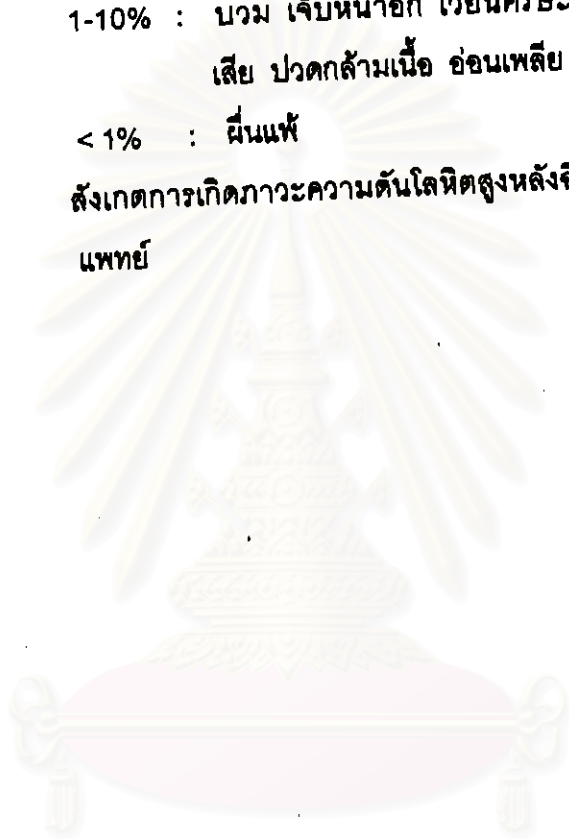 1-10% : บวม เจ็บหน้าอก เวียนศีรษะ
เสีย ปวดกล้ามเนื้อ อ่อนเพลีย
< 1% : ผื่นแพ้
สังเกตการเกิดภาวะความดันโลหิตสูงหลังฉี
แพทย์